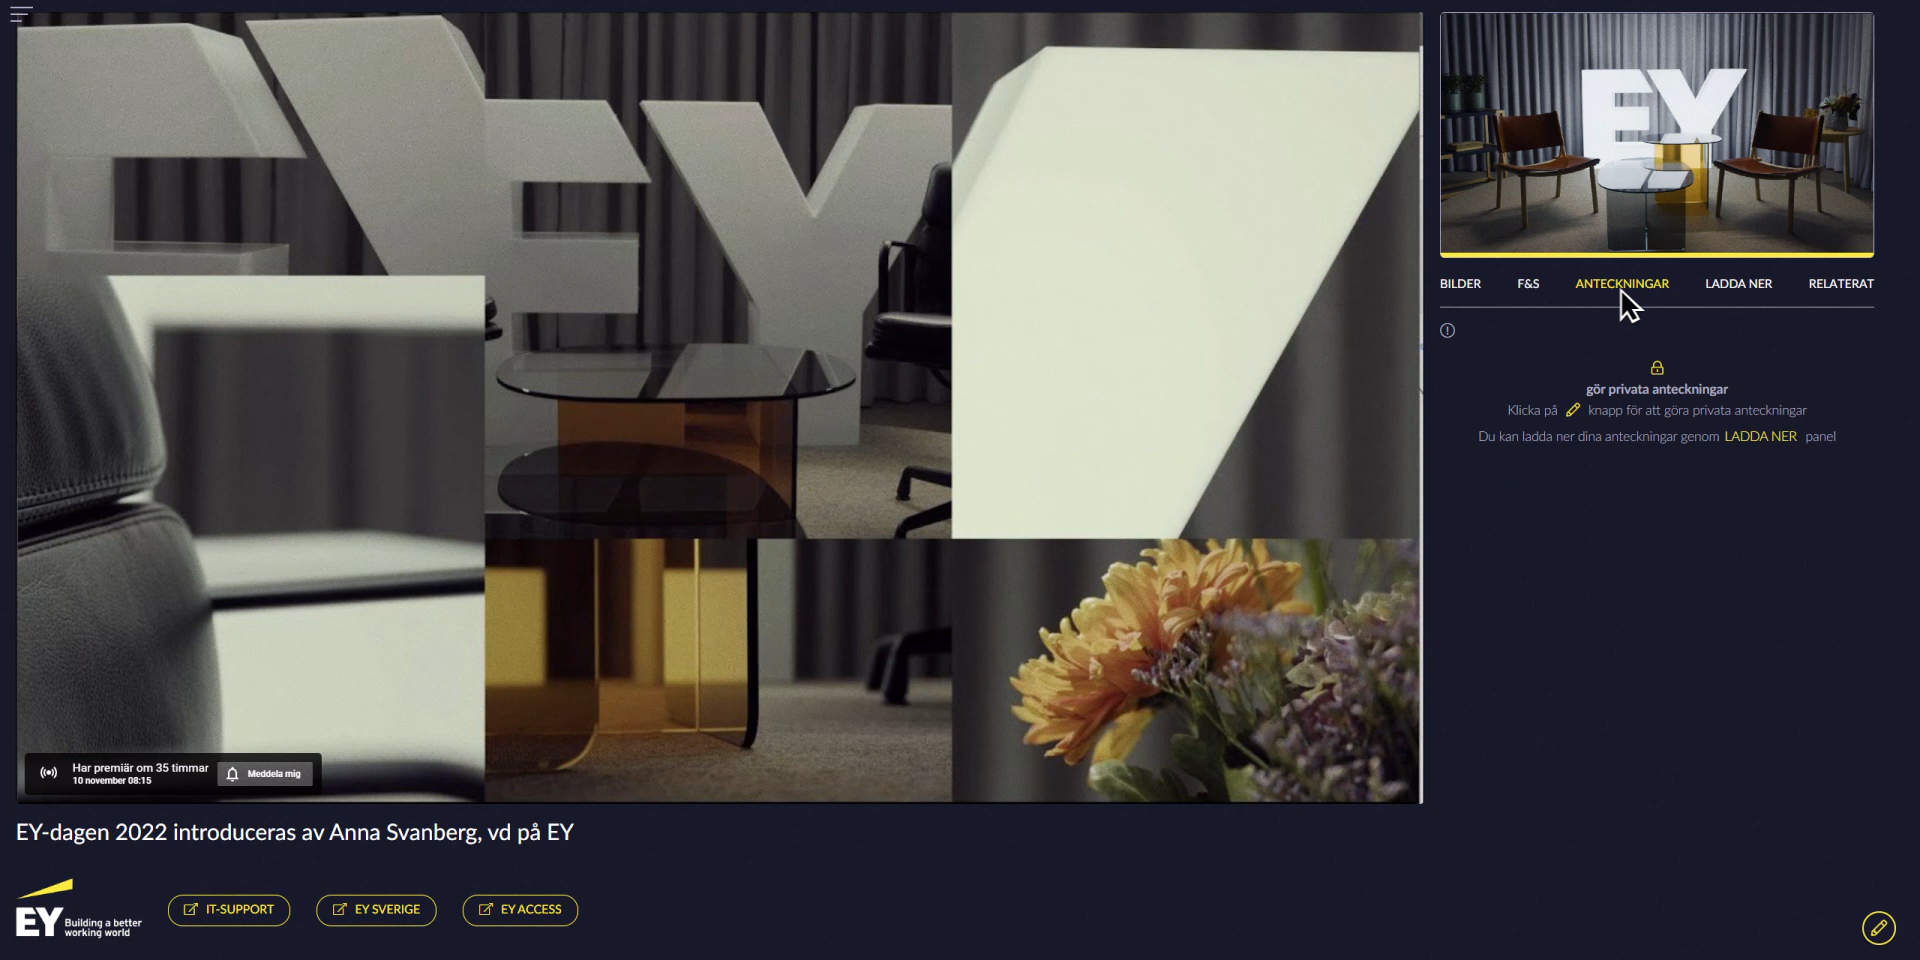 EY
EY
EY
BILDER F&S ANTECKNINGAR LADDA NER RELATERAT
gör privata anteckningar
Klicka på knapp för att göra privata anteckningar
Du kan ladda ner dina anteckningar genom LADDA NER panel
Har premiär om 35 timmar
10 november 08:15
Meddela mig
EY-dagen 2022 introduceras av Anna Svanberg, vd på EY
EY Building a better
working world
IT-SUPPORT EY SVERIGE EY ACCESS